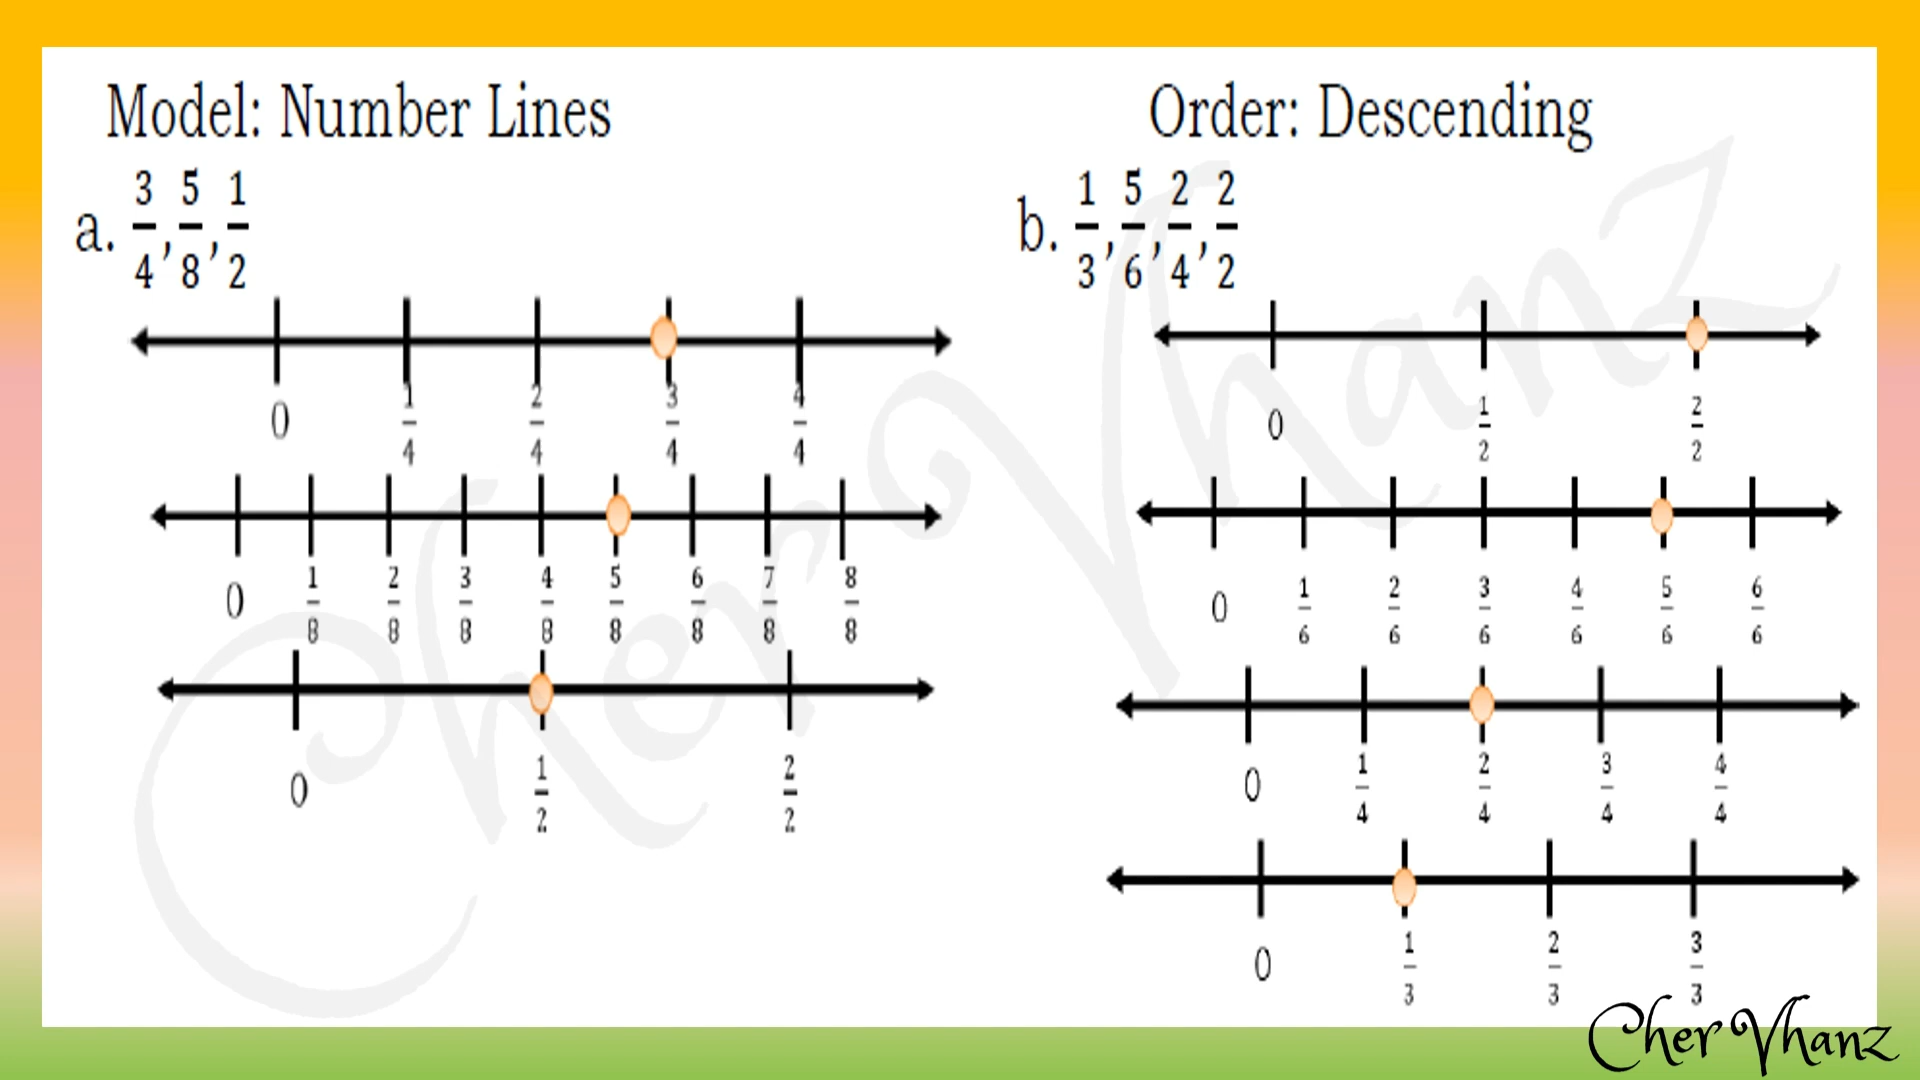 Model: Number Lines
a. 3/4, 5/8, 1/2
0 1/4 2/4 3/4 4/4
0 1/8 2/8 3/8 4/8 5/8 6/8 7/8 8/8
0 1/2 2/2
Order: Descending
b. 1/3, 5/6, 2/4, 2/2
0 1/2 2/2
0 1/6 2/6 3/6 4/6 5/6 6/6
0 1/4 2/4 3/4 4/4
0 1/3 2/3 3/3
Cher Vhanz
Cher Vhanz